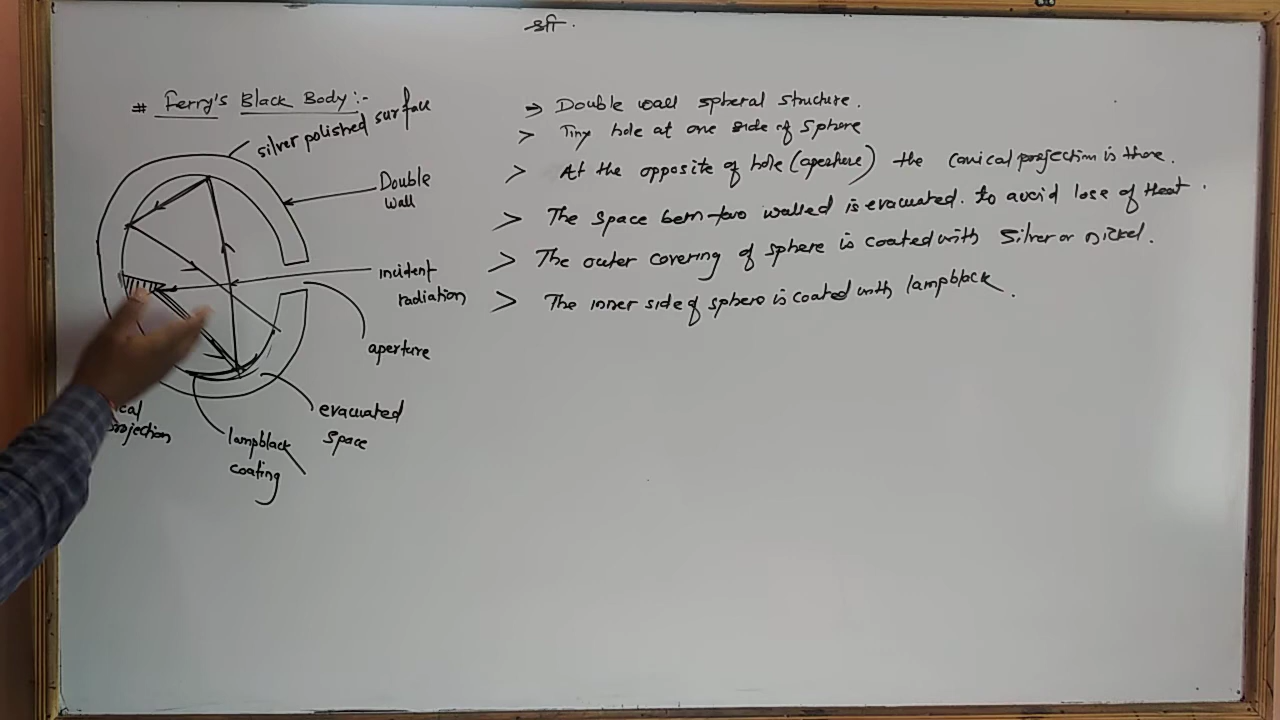 श्री.
# Ferry's Black Body:-
silver polished surface
Double
wall
incident
radiation
aperture
evacuated
space
lampblack
coating
→ Double wall spheral structure.
> Tiny hole at one side of sphere
> At the opposite of hole (aperture) the conical projection is there.
> The space betn two walled is evacuated. to avoid loss of Heat.
> The outer covering of sphere is coated with silver or nickel.
> The inner side of sphere is coated with lampblack.